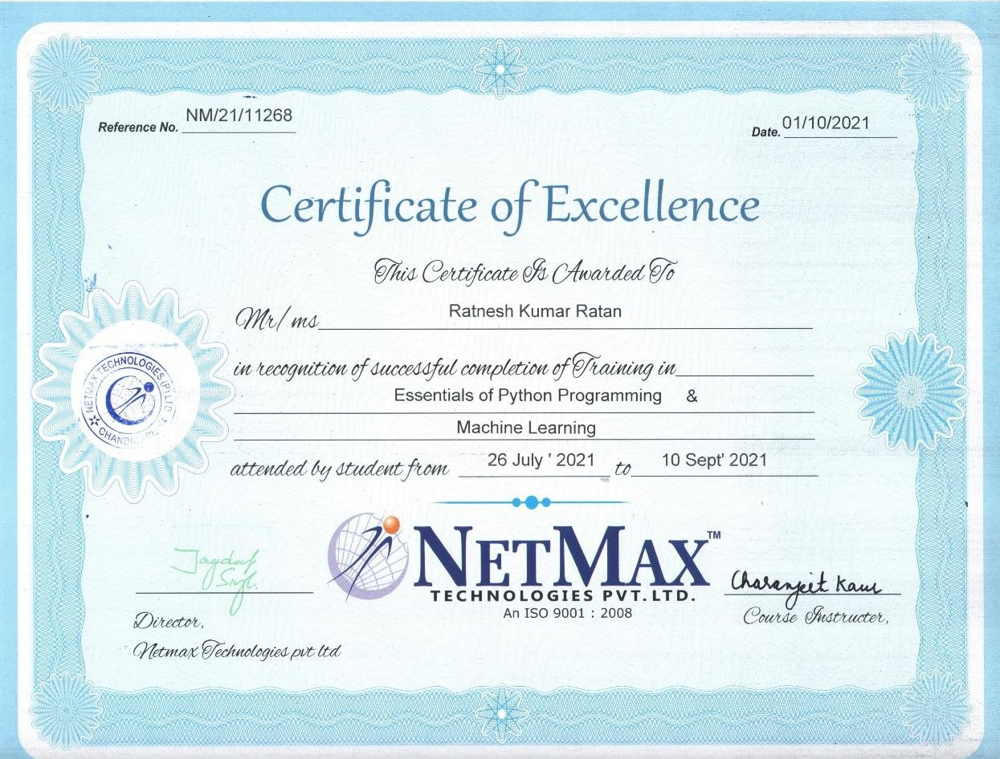 Reference No. NM/21/11268
Date. 01/10/2021
Certificate of Excellence
This Certificate Is Awarded To
Mr/ms Ratnesh Kumar Ratan
in recognition of successful completion of Training in
Essentials of Python Programming &
Machine Learning
attended by student from 26 July ' 2021 to 10 Sept' 2021
NETMAX TECHNOLOGIES (P) LTD
NETMAX™
TECHNOLOGIES PVT. LTD.
An ISO 9001 : 2008
Charanjeet Kaur
Director,
Course Instructer,
Netmax Technologies pvt ltd